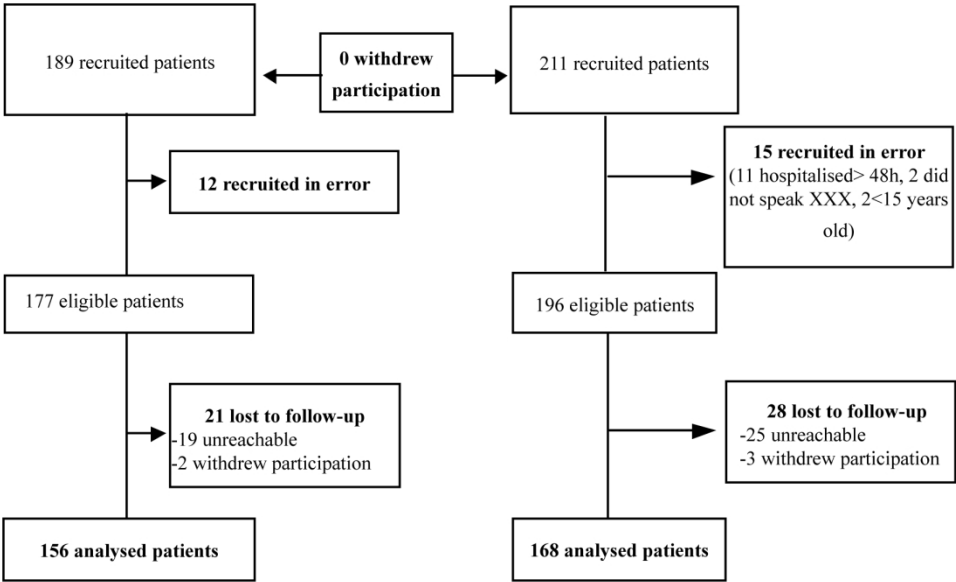 189 recruited patients
0 withdrew
participation
211 recruited patients
12 recruited in error
15 recruited in error
(11 hospitalised> 48h, 2 did
not speak XXX, 2<15 years
old)
177 eligible patients
196 eligible patients
21 lost to follow-up
-19 unreachable
-2 withdrew participation
28 lost to follow-up
-25 unreachable
-3 withdrew participation
156 analysed patients
168 analysed patients